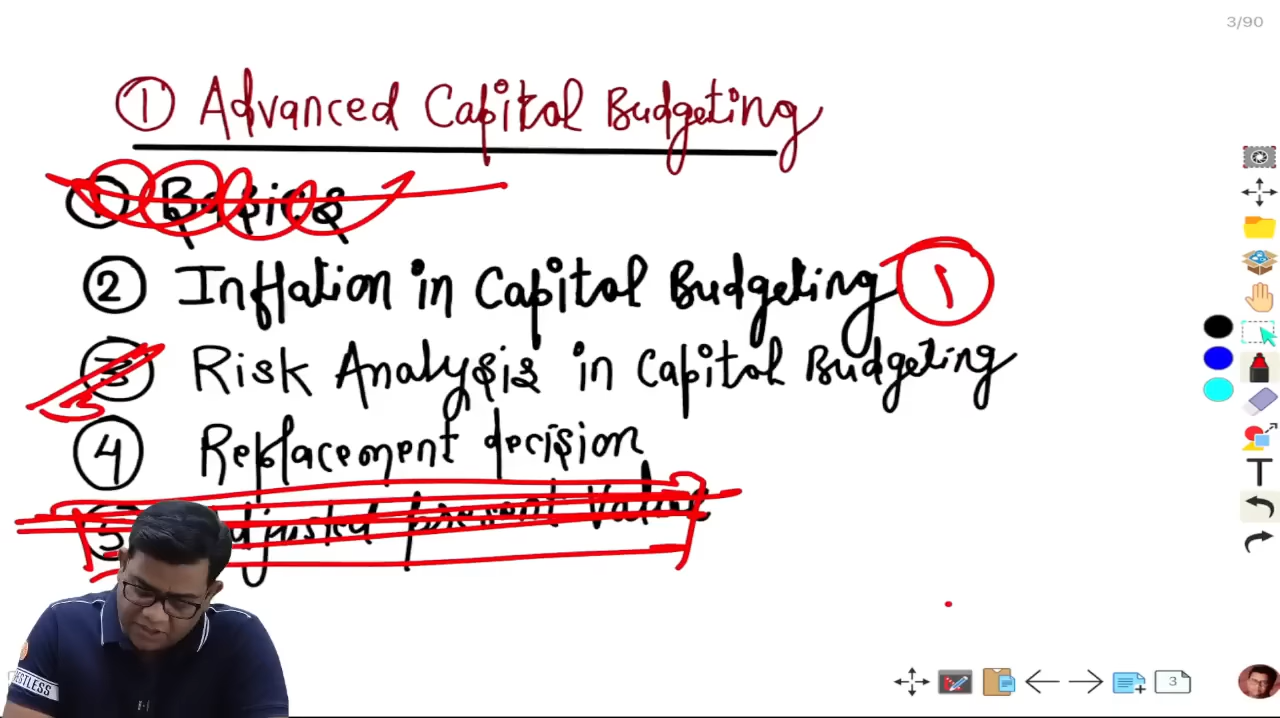 3/90
① Advanced Capital Budgeting
① Basics
② Inflation in Capital Budgeting ①
③ Risk Analysis in Capital Budgeting
④ Replacement decision
⑤ Adjusted present value
T
3